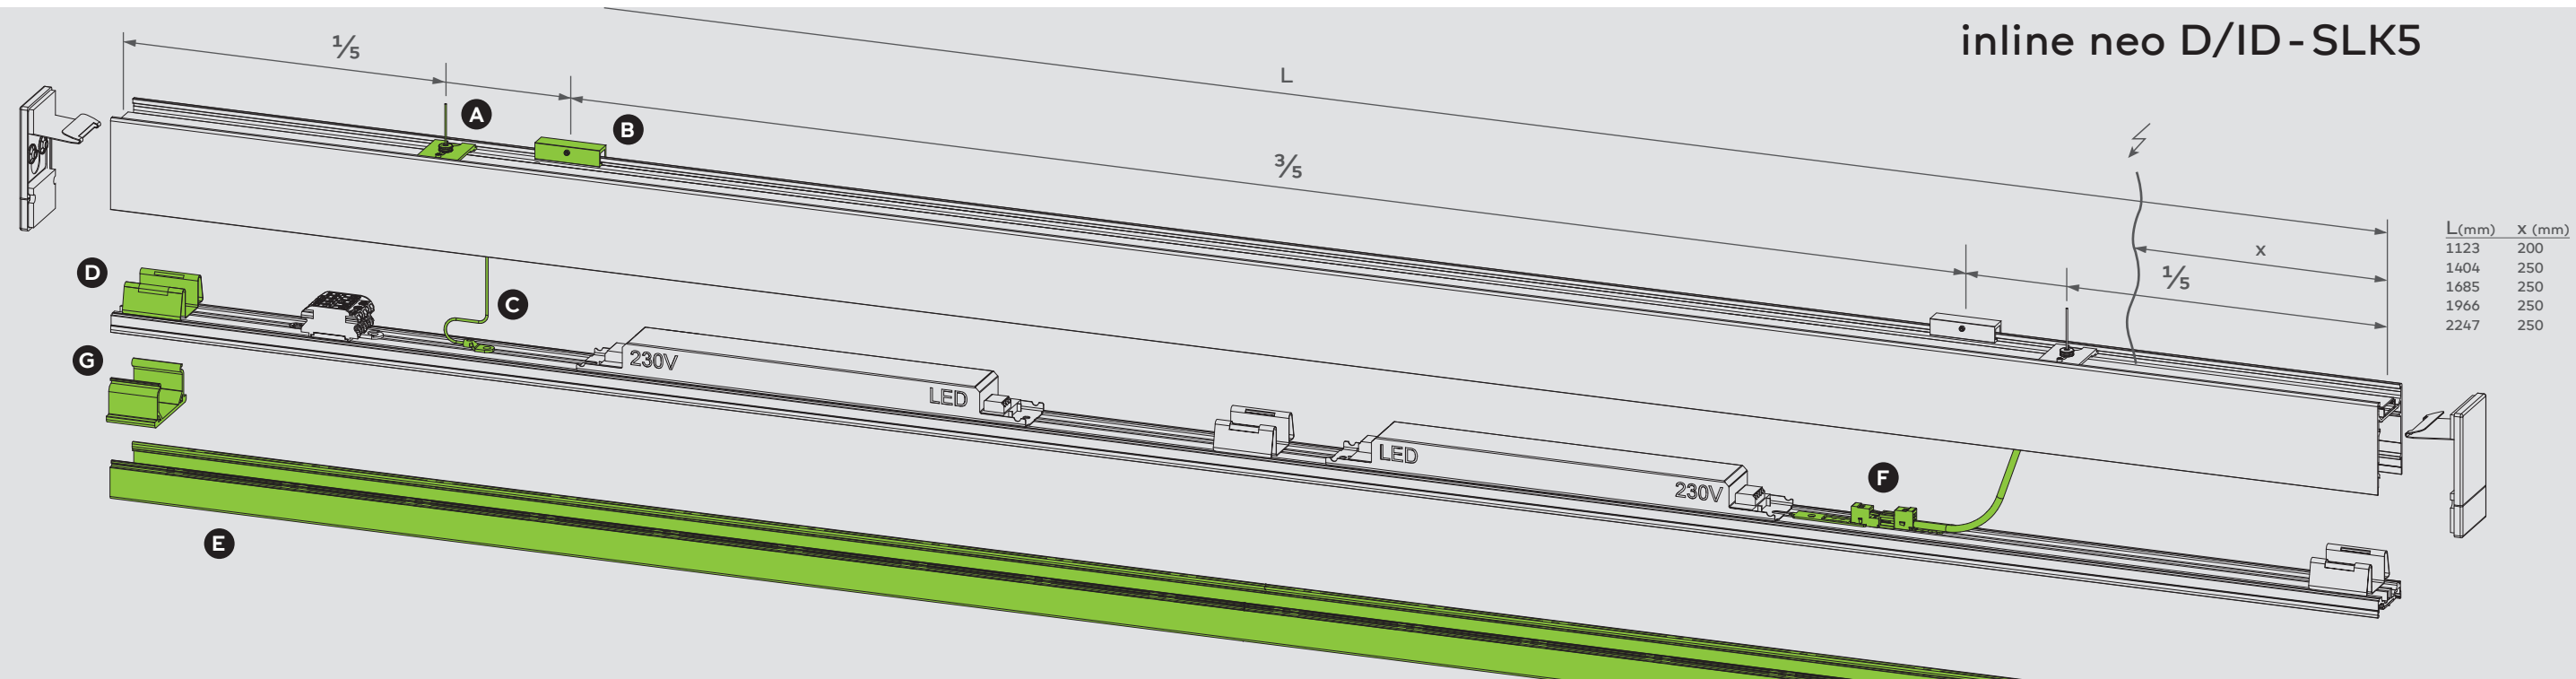 inline neo D/ID-SLK5
1/5
L
A
B
3/5
x
1/5
L(mm) x (mm)
1123 200
1404 250
1685 250
1966 250
2247 250
D
C
G
230V
LED
LED
230V
F
E